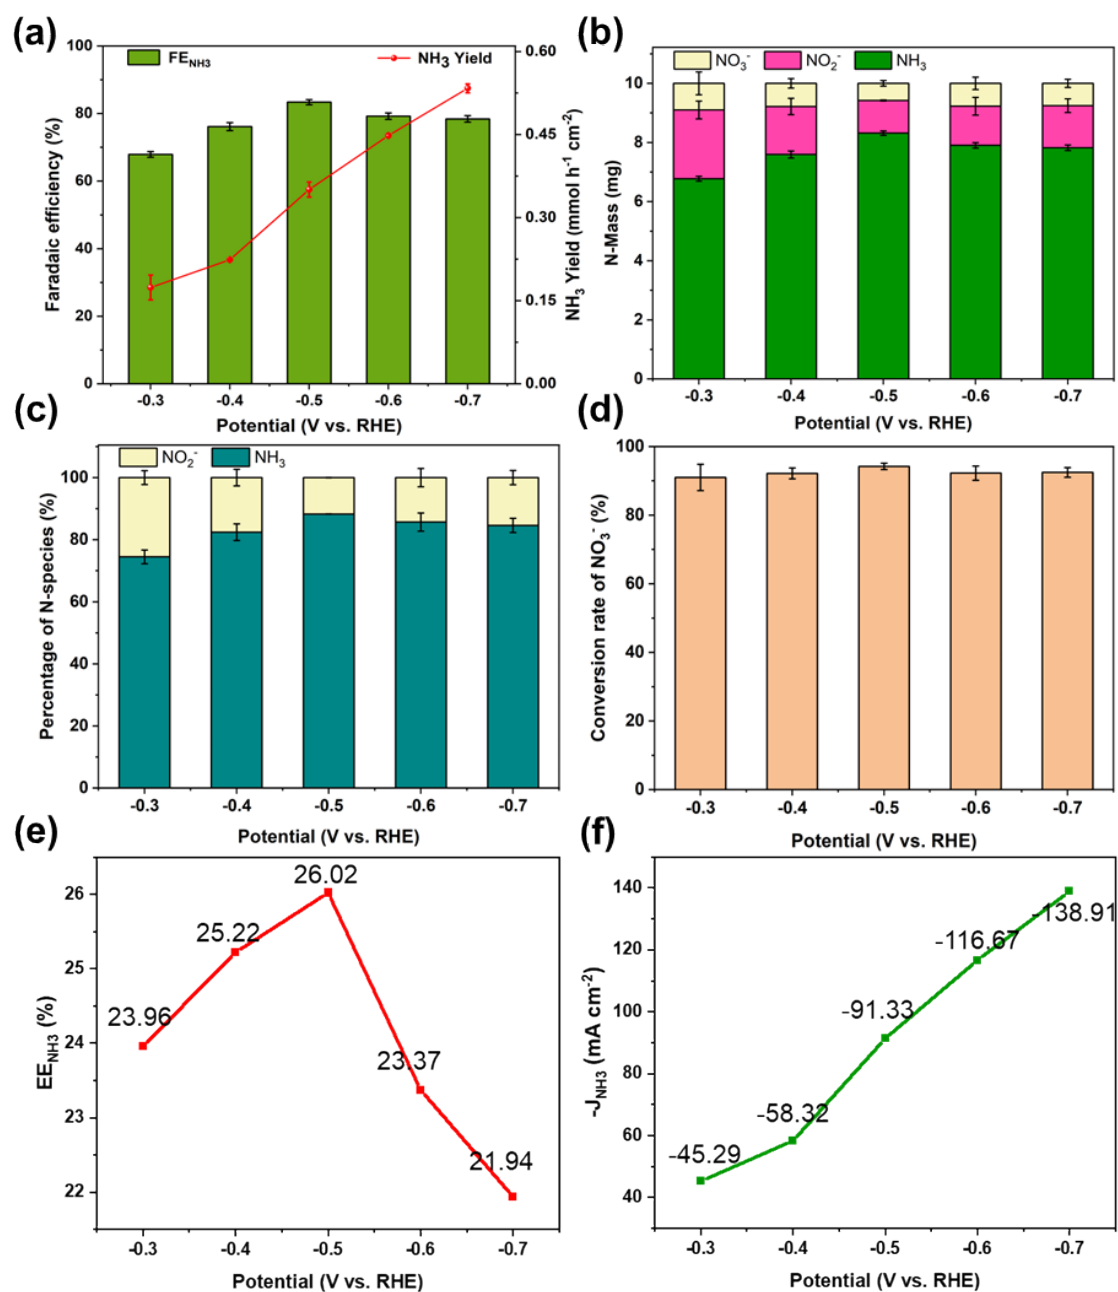 (a)
FE_NH3
NH3 Yield
100
80
60
40
20
0
Faradaic efficiency (%)
0.60
0.45
0.30
0.15
0.00
NH3 Yield (mmol h⁻¹ cm⁻²)
-0.3 -0.4 -0.5 -0.6 -0.7
Potential (V vs. RHE)
(b)
NO3⁻ NO2⁻ NH3
10
8
6
4
2
0
N-Mass (mg)
-0.3 -0.4 -0.5 -0.6 -0.7
Potential (V vs. RHE)
(c)
NO2⁻ NH3
100
80
60
40
20
0
Percentage of N-species (%)
-0.3 -0.4 -0.5 -0.6 -0.7
Potential (V vs. RHE)
(d)
100
80
60
40
20
0
Conversion rate of NO3⁻ (%)
-0.3 -0.4 -0.5 -0.6 -0.7
Potential (V vs. RHE)
(e)
26
25
24
23
22
EE_NH3 (%)
23.96
25.22
26.02
23.37
21.94
-0.3 -0.4 -0.5 -0.6 -0.7
Potential (V vs. RHE)
(f)
140
120
100
80
60
40
-J_NH3 (mA cm⁻²)
-45.29
-58.32
-91.33
-116.67
-138.91
-0.3 -0.4 -0.5 -0.6 -0.7
Potential (V vs. RHE)